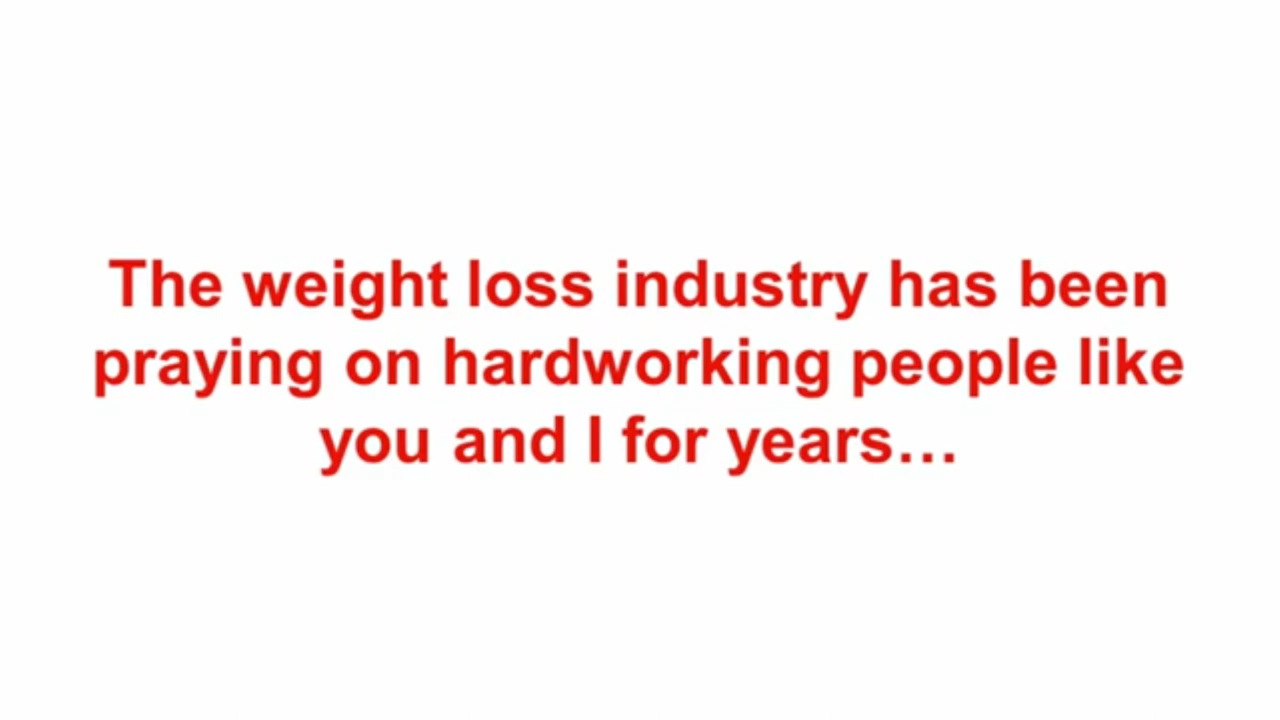 The weight loss industry has been
praying on hardworking people like
you and I for years…